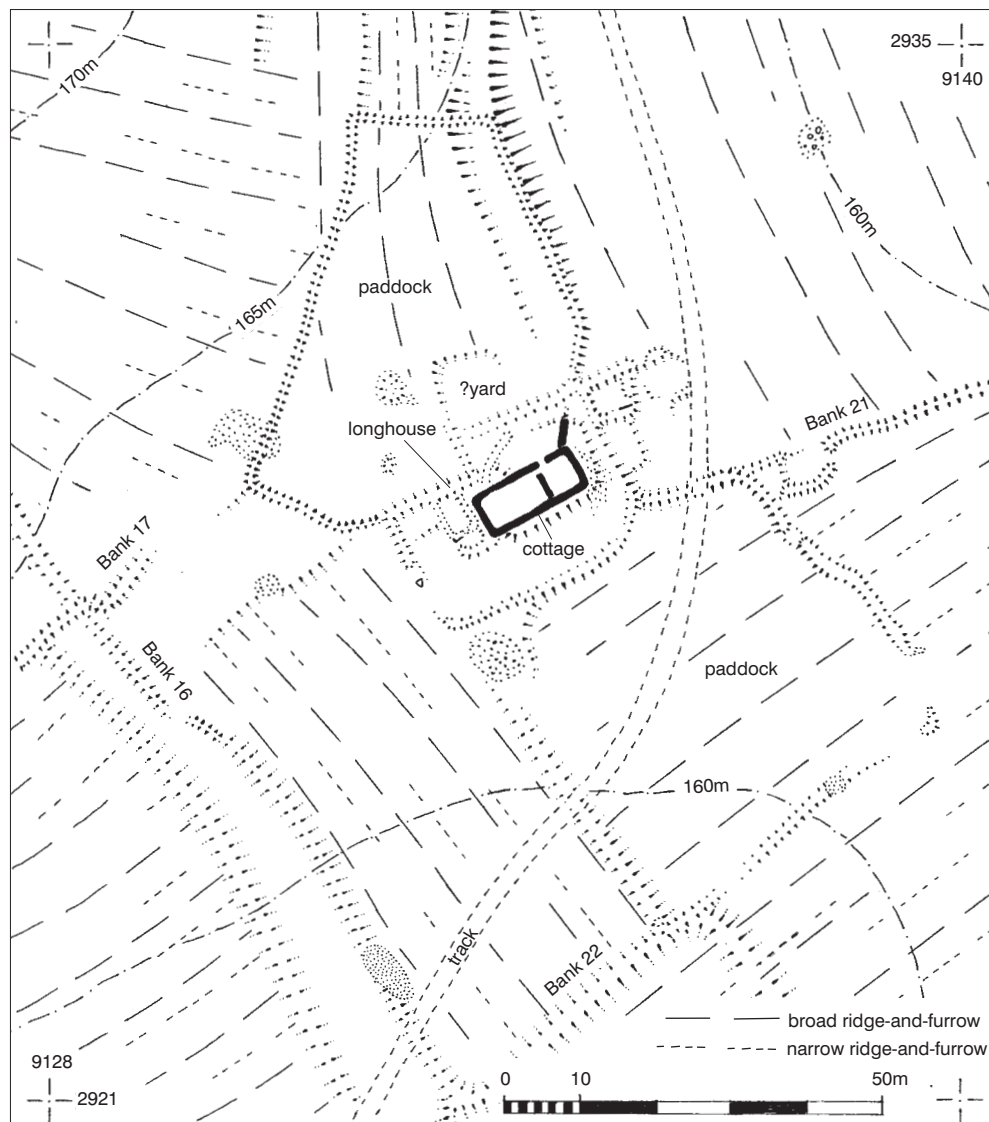 2935
9140
170m
160m
paddock
165m
?yard
longhouse
Bank 21
cottage
Bank 17
Bank 16
paddock
160m
track
Bank 22
broad ridge-and-furrow
narrow ridge-and-furrow
9128
2921
0 10 50m